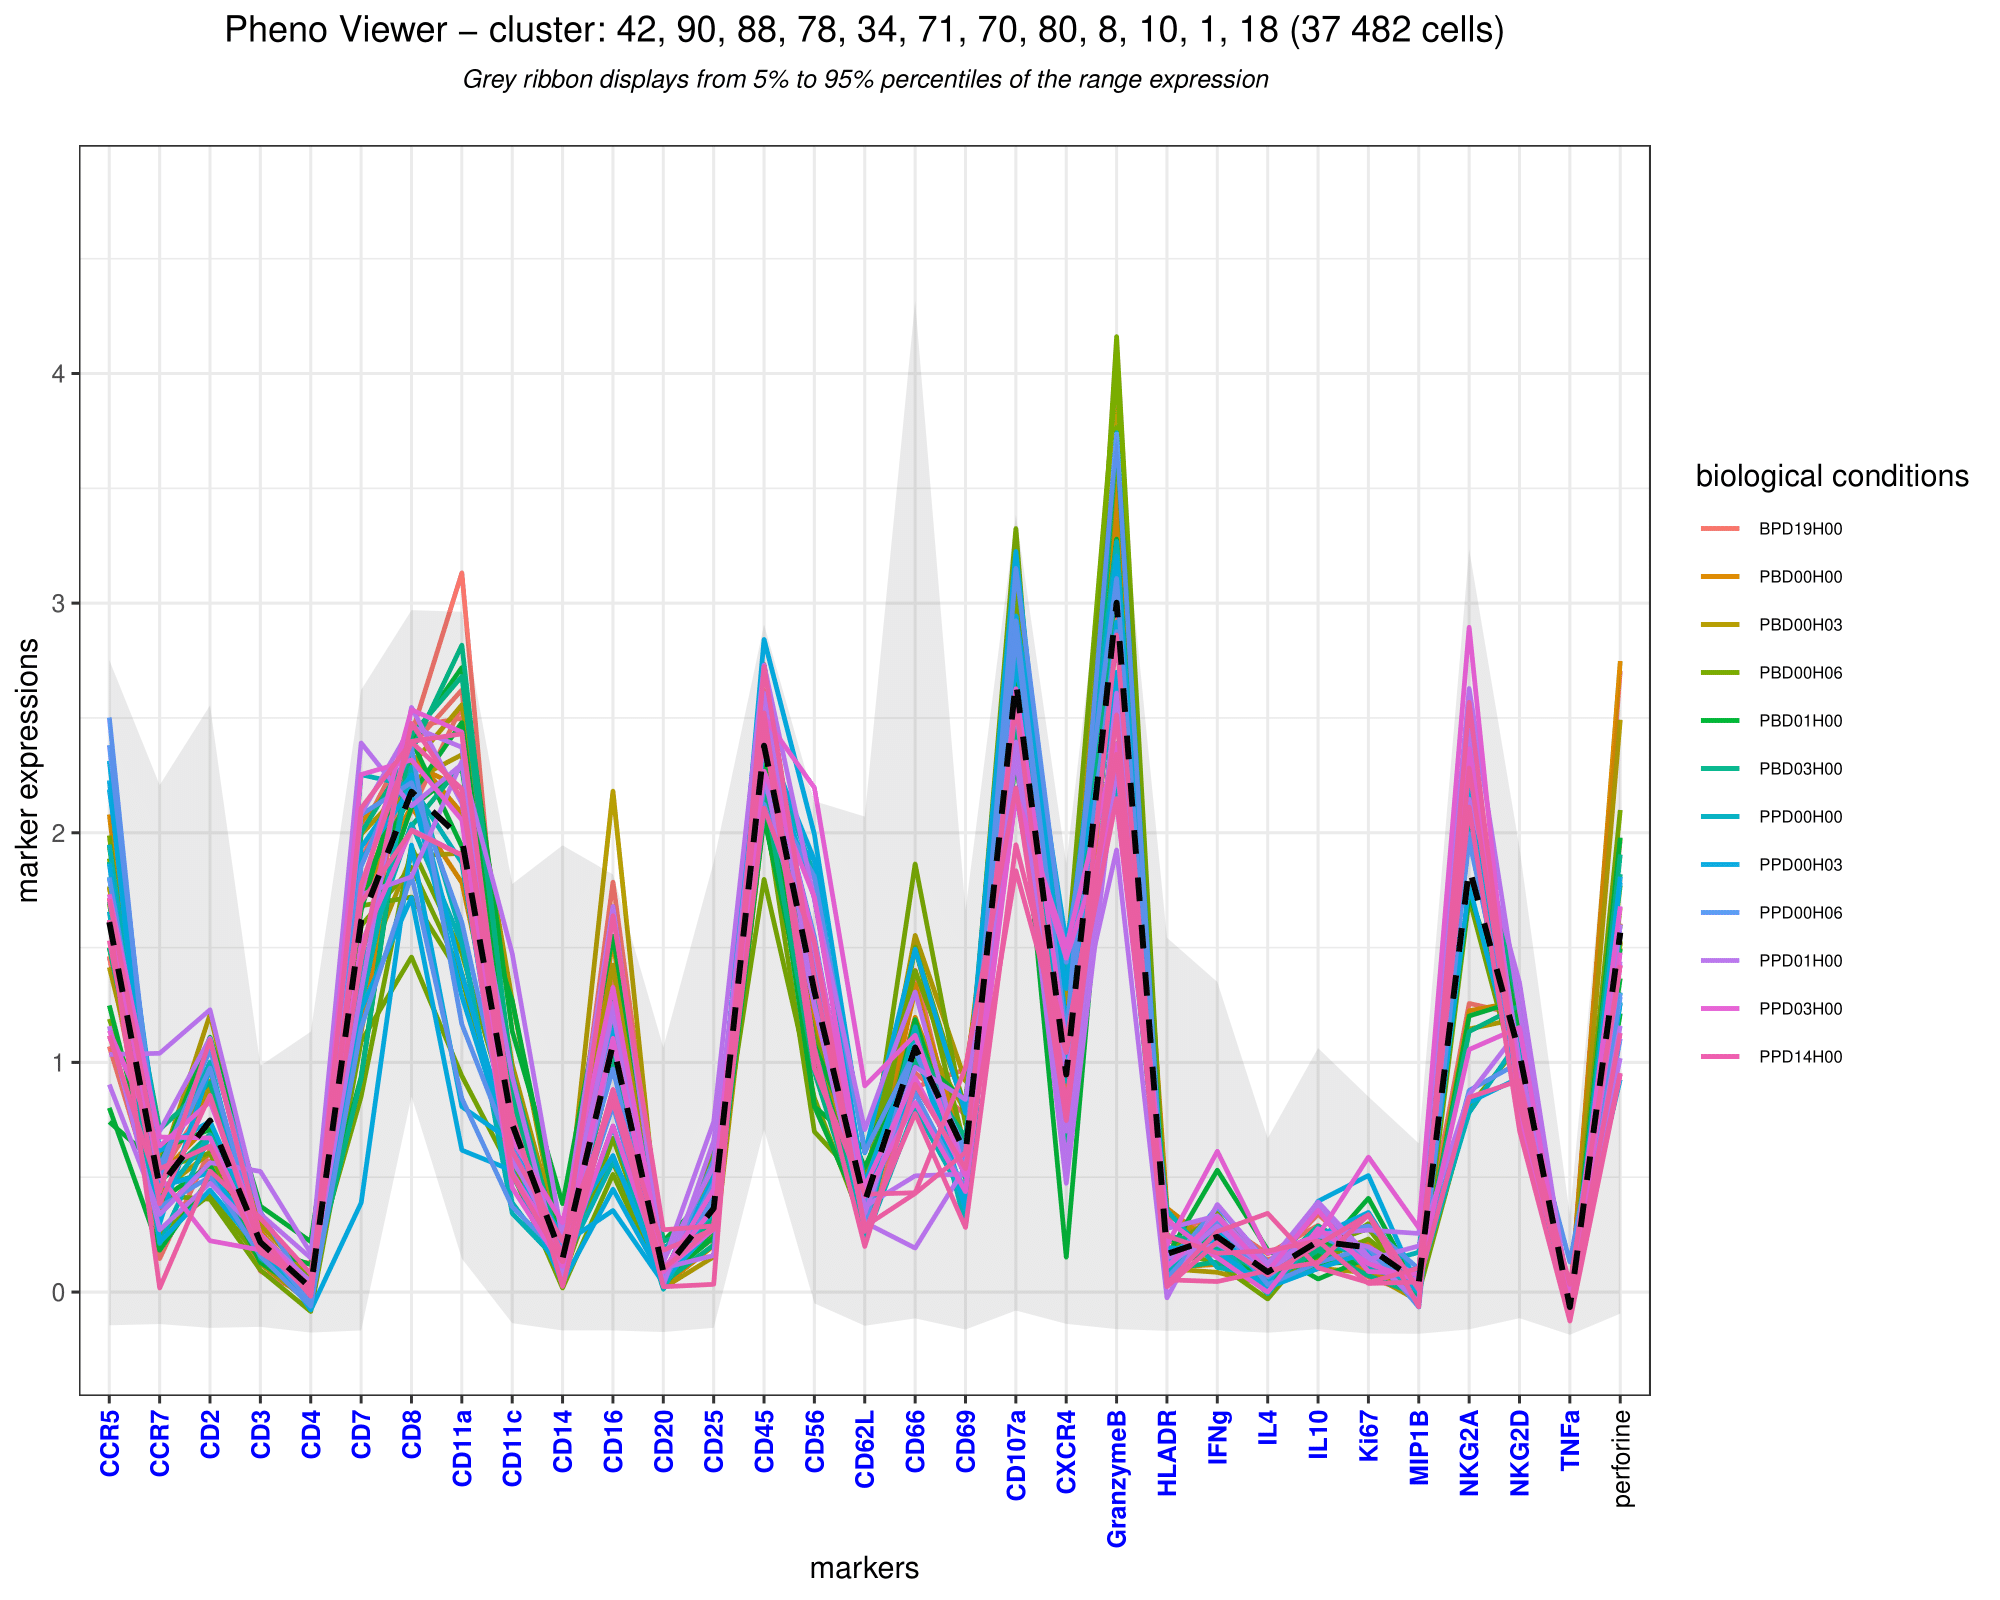 Pheno Viewer – cluster: 42, 90, 88, 78, 34, 71, 70, 80, 8, 10, 1, 18 (37 482 cells)
Grey ribbon displays from 5% to 95% percentiles of the range expression
marker expressions
4
3
2
1
0
CCR5
CCR7
CD2
CD3
CD4
CD7
CD8
CD11a
CD11c
CD14
CD16
CD20
CD25
CD45
CD56
CD62L
CD66
CD69
CD107a
CXCR4
GranzymeB
HLADR
IFNg
IL4
IL10
Ki67
MIP1B
NKG2A
NKG2D
TNFa
perforine
markers
biological conditions
BPD19H00
PBD00H00
PBD00H03
PBD00H06
PBD01H00
PBD03H00
PPD00H00
PPD00H03
PPD00H06
PPD01H00
PPD03H00
PPD14H00